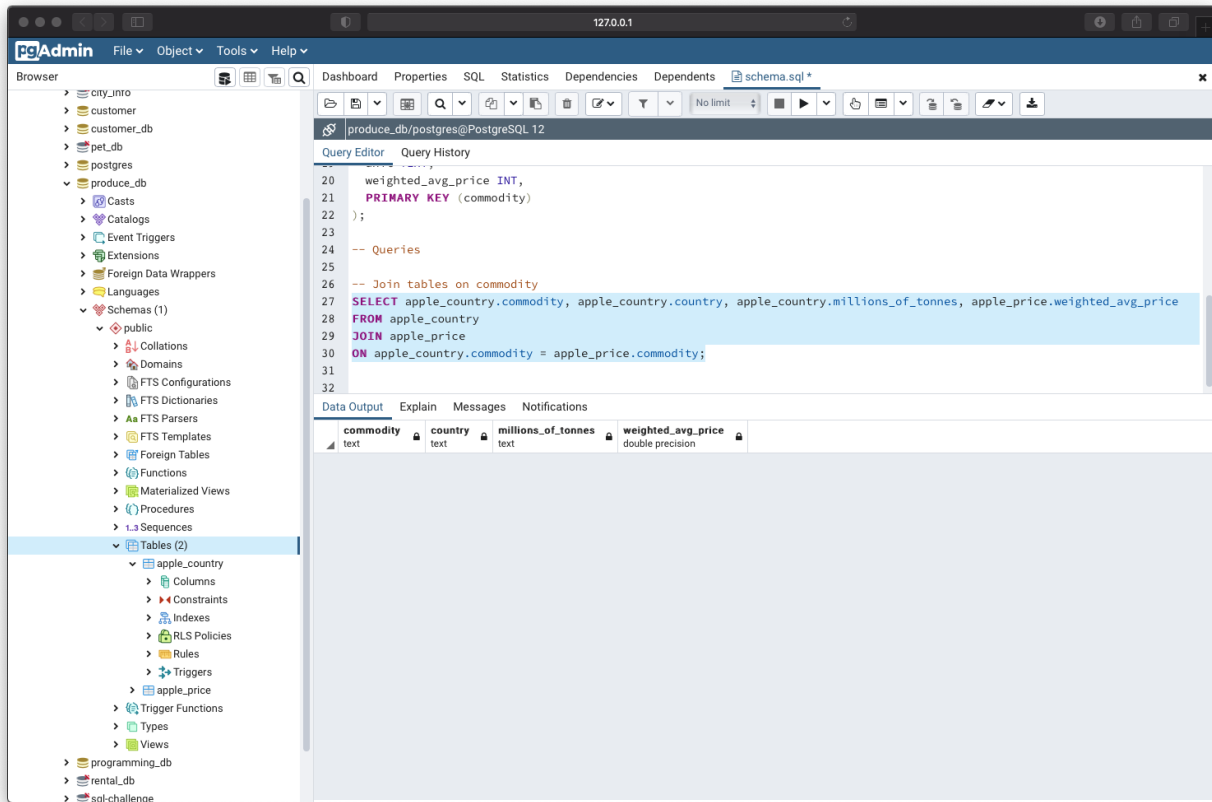 127.0.0.1
pgAdmin File Object Tools Help
Browser
Dashboard Properties SQL Statistics Dependencies Dependents schema.sql *
city_info
customer
customer_db
pet_db
postgres
produce_db
Casts
Catalogs
Event Triggers
Extensions
Foreign Data Wrappers
Languages
Schemas (1)
public
Collations
Domains
FTS Configurations
FTS Dictionaries
Aa FTS Parsers
FTS Templates
Foreign Tables
Functions
Materialized Views
Procedures
1..3 Sequences
Tables (2)
apple_country
Columns
Constraints
Indexes
RLS Policies
Rules
Triggers
apple_price
Trigger Functions
Types
Views
programming_db
rental_db
sql-challenge
No limit
produce_db/postgres@PostgreSQL 12
Query Editor Query History
20 weighted_avg_price INT,
21 PRIMARY KEY (commodity)
22 );
23
24 -- Queries
25
26 -- Join tables on commodity
27 SELECT apple_country.commodity, apple_country.country, apple_country.millions_of_tonnes, apple_price.weighted_avg_price
28 FROM apple_country
29 JOIN apple_price
30 ON apple_country.commodity = apple_price.commodity;
31
32
Data Output Explain Messages Notifications
commodity country millions_of_tonnes weighted_avg_price
text text text double precision